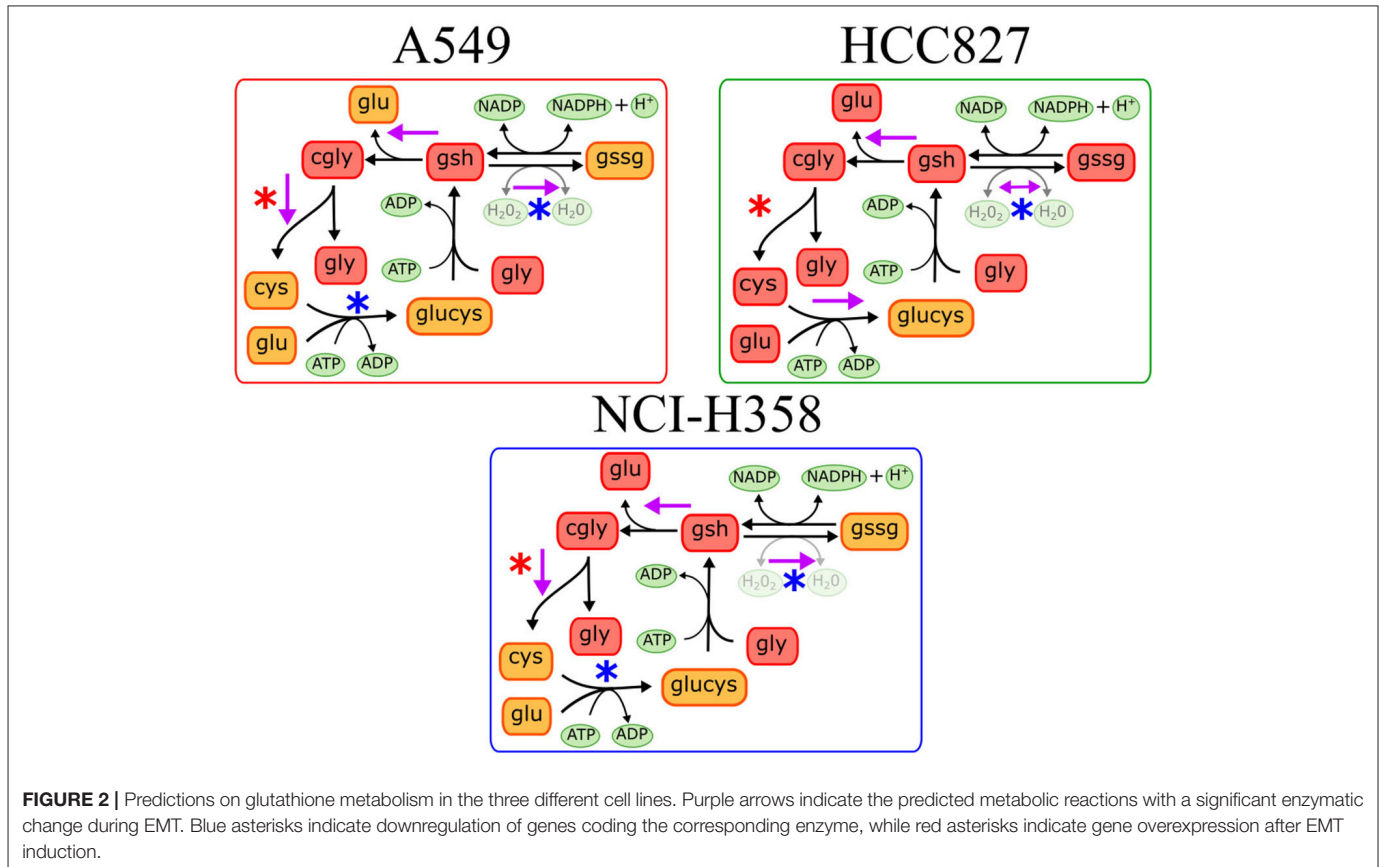 A549
HCC827
glu
NADP
NADPH + H⁺
cgly
gsh
gssg
*
ADP
H₂O₂
*
H₂O
gly
ATP
gly
cys
*
glucys
glu
ATP
ADP
glu
NADP
NADPH + H⁺
cgly
gsh
gssg
*
ADP
H₂O₂
*
H₂O
gly
ATP
gly
cys
glucys
glu
ATP
ADP
NCI-H358
glu
NADP
NADPH + H⁺
cgly
gsh
gssg
*
ADP
H₂O₂
*
H₂O
gly
ATP
gly
cys
*
glucys
glu
ATP
ADP
FIGURE 2 | Predictions on glutathione metabolism in the three different cell lines. Purple arrows indicate the predicted metabolic reactions with a significant enzymatic
change during EMT. Blue asterisks indicate downregulation of genes coding the corresponding enzyme, while red asterisks indicate gene overexpression after EMT
induction.